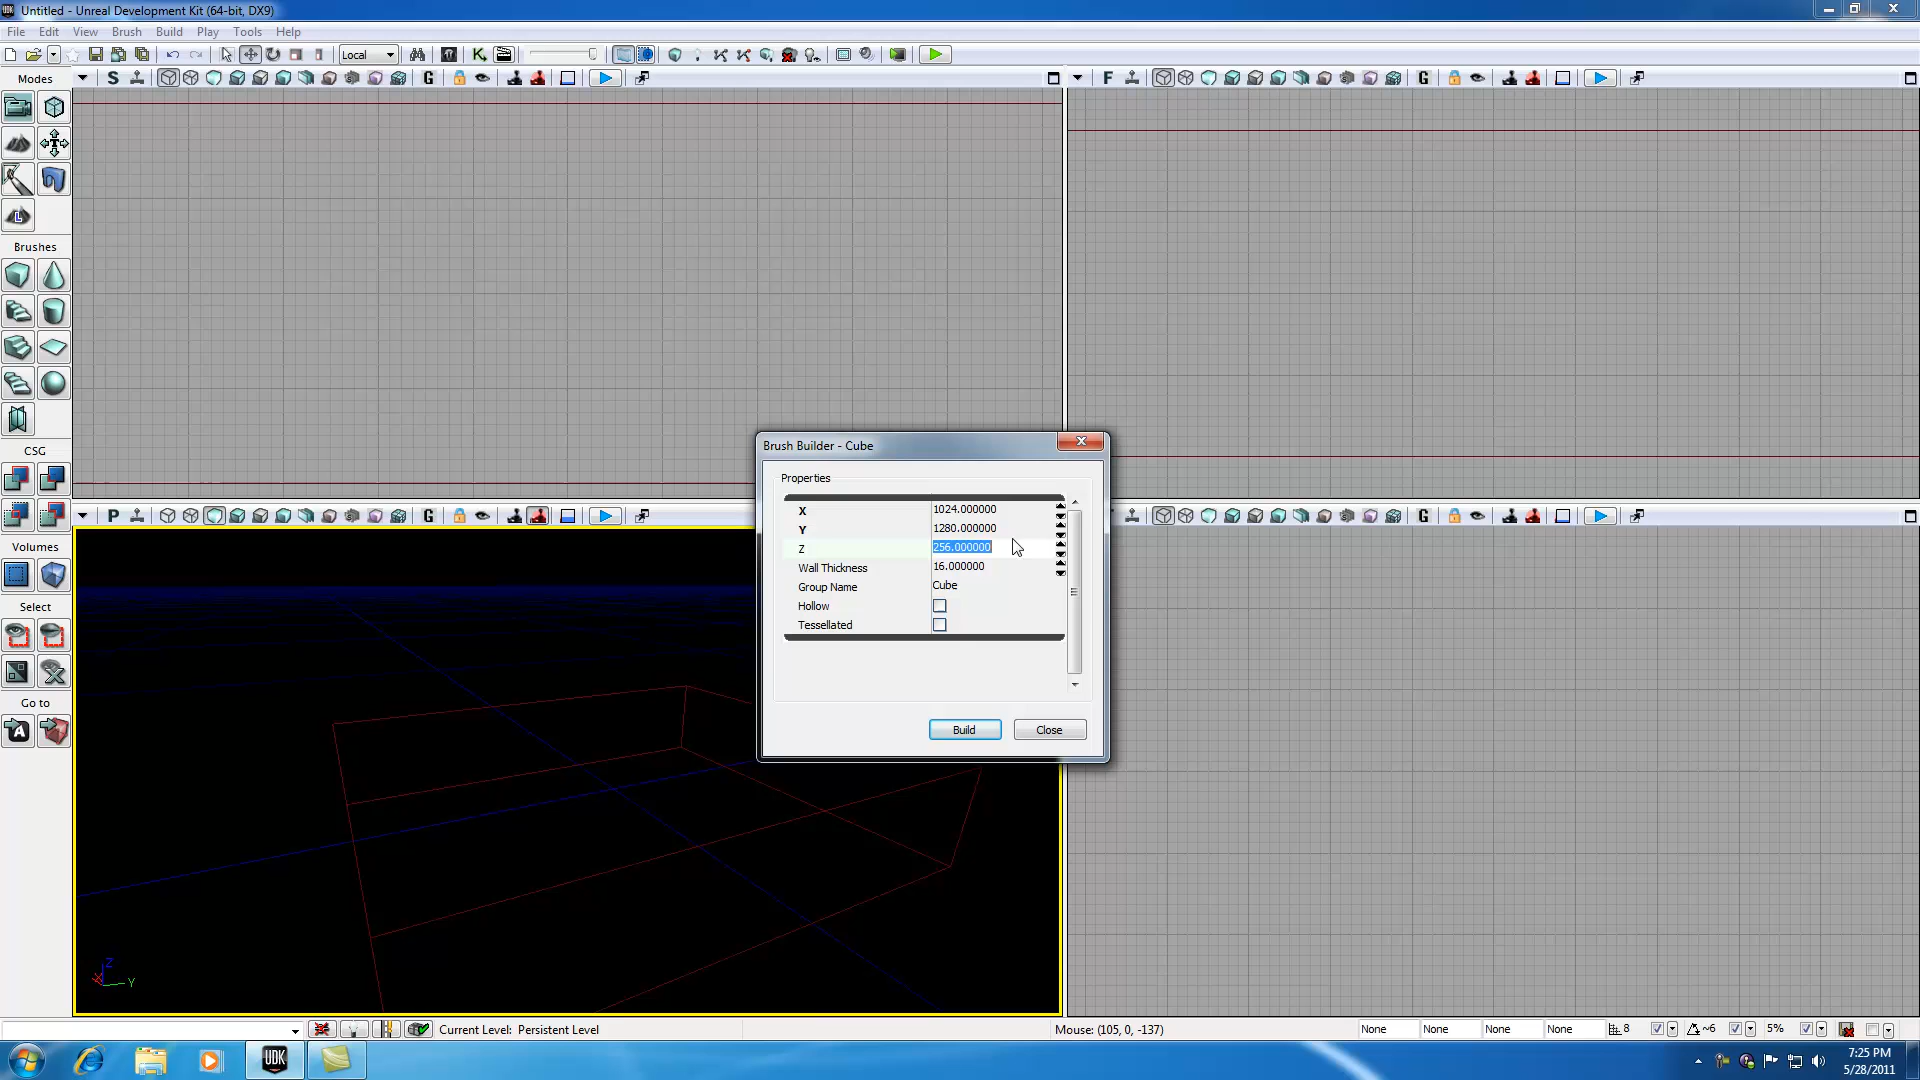 Untitled - Unreal Development Kit (64-bit, DX9)
File Edit View Brush Build Play Tools Help
Local
Modes
S G
F G
Brushes
CSG
Volumes
Select
Go to
P G
G
Brush Builder - Cube
Properties
X 1024.000000
Y 1280.000000
Z 256.000000
Wall Thickness 16.000000
Group Name Cube
Hollow
Tessellated
Build Close
Z
X Y
Current Level: Persistent Level
Mouse: (105, 0, -137)
None None None None 8 ~6 5%
UDK
7:25 PM
5/28/2011